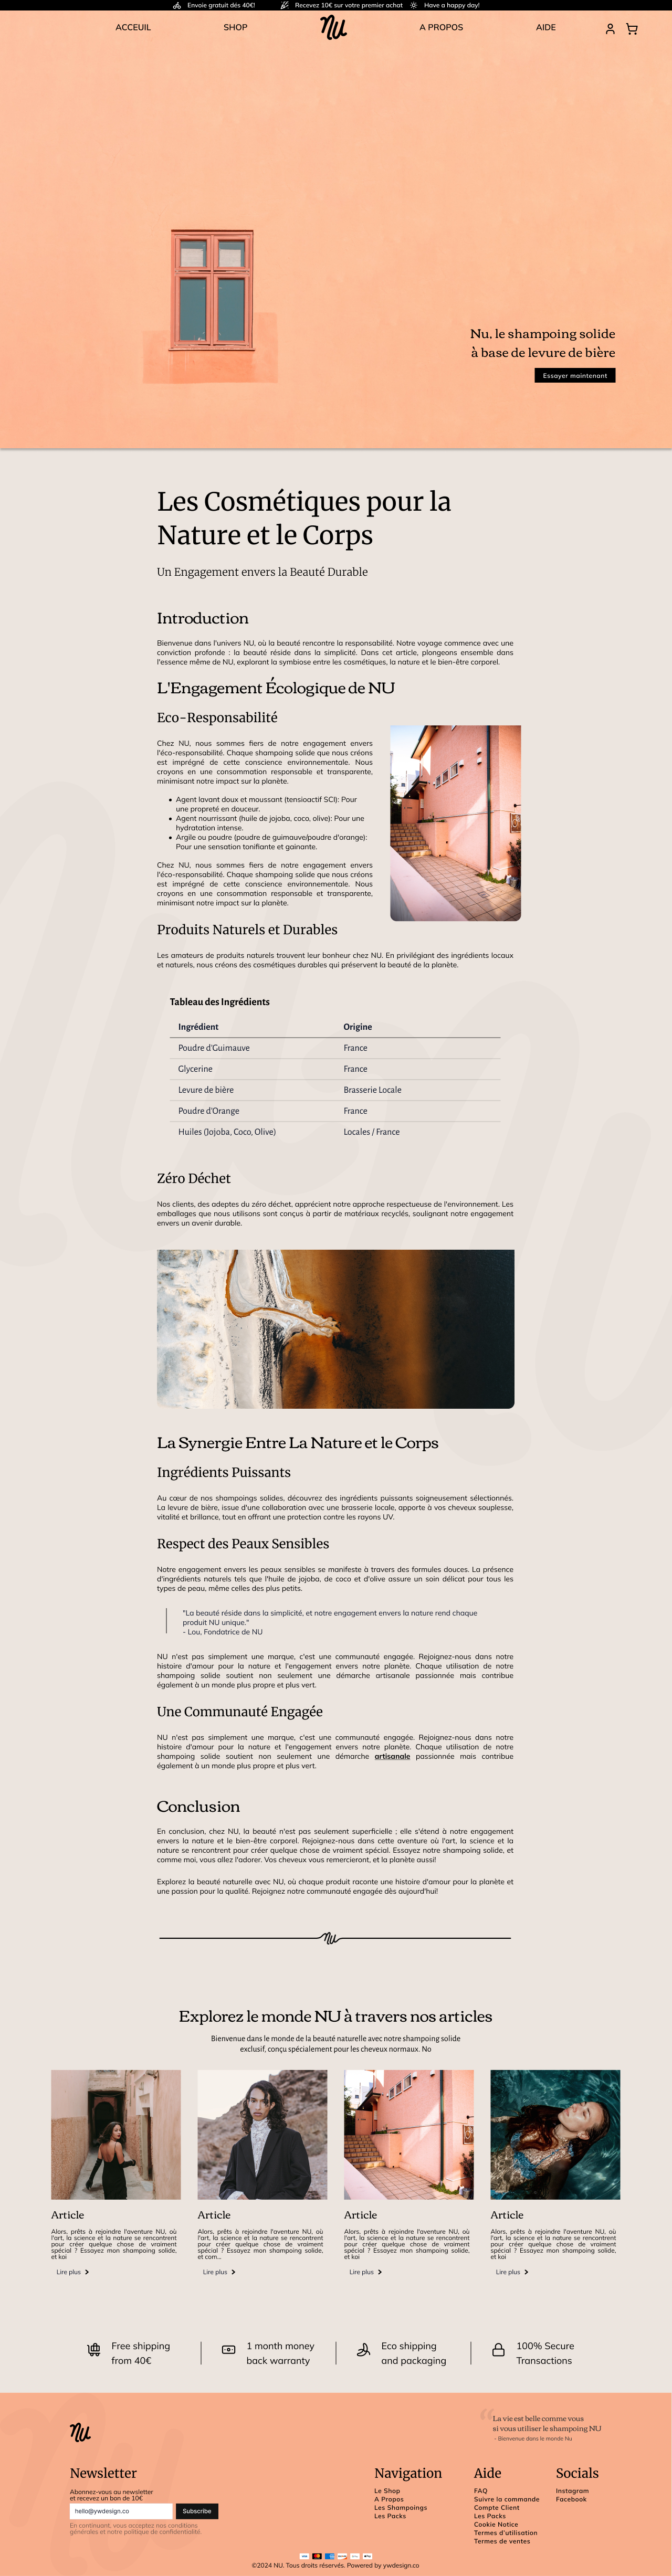 Envoie gratuit dés 40€!
Recevez 10€ sur votre premier achat
Have a happy day!
ACCEUIL
SHOP
nu
A PROPOS
AIDE
Nu, le shampoing solide
à base de levure de bière
Essayer maintenant
Les Cosmétiques pour la
Nature et le Corps
Un Engagement envers la Beauté Durable
Introduction
Bienvenue dans l'univers NU, où la beauté rencontre la responsabilité. Notre voyage commence avec une
conviction profonde : la beauté réside dans la simplicité. Dans cet article, plongeons ensemble dans
l'essence même de NU, explorant la symbiose entre les cosmétiques, la nature et le bien-être corporel.
L'Engagement Écologique de NU
Eco-Responsabilité
Chez NU, nous sommes fiers de notre engagement envers
l'éco-responsabilité. Chaque shampoing solide que nous créons
est imprégné de cette conscience environnementale. Nous
croyons en une consommation responsable et transparente,
minimisant notre impact sur la planète.
• Agent lavant doux et moussant (tensioactif SCI): Pour
une propreté en douceur.
• Agent nourrissant (huile de jojoba, coco, olive): Pour une
hydratation intense.
• Argile ou poudre (poudre de guimauve/poudre d'orange):
Pour une sensation tonifiante et gainante.
Chez NU, nous sommes fiers de notre engagement envers
l'éco-responsabilité. Chaque shampoing solide que nous créons
est imprégné de cette conscience environnementale. Nous
croyons en une consommation responsable et transparente,
minimisant notre impact sur la planète.
Produits Naturels et Durables
Les amateurs de produits naturels trouvent leur bonheur chez NU. En privilégiant des ingrédients locaux
et naturels, nous créons des cosmétiques durables qui préservent la beauté de la planète.
Tableau des Ingrédients
Ingrédient Origine
Poudre d'Guimauve France
Glycerine France
Levure de bière Brasserie Locale
Poudre d'Orange France
Huiles (Jojoba, Coco, Olive) Locales / France
Zéro Déchet
Nos clients, des adeptes du zéro déchet, apprécient notre approche respectueuse de l'environnement. Les
emballages que nous utilisons sont conçus à partir de matériaux recyclés, soulignant notre engagement
envers un avenir durable.
La Synergie Entre La Nature et le Corps
Ingrédients Puissants
Au cœur de nos shampoings solides, découvrez des ingrédients puissants soigneusement sélectionnés.
La levure de bière, issue d'une collaboration avec une brasserie locale, apporte à vos cheveux souplesse,
vitalité et brillance, tout en offrant une protection contre les rayons UV.
Respect des Peaux Sensibles
Notre engagement envers les peaux sensibles se manifeste à travers des formules douces. La présence
d'ingrédients naturels tels que l'huile de jojoba, de coco et d'olive assure un soin délicat pour tous les
types de peau, même celles des plus petits.
"La beauté réside dans la simplicité, et notre engagement envers la nature rend chaque
produit NU unique."
- Lou, Fondatrice de NU
NU n'est pas simplement une marque, c'est une communauté engagée. Rejoignez-nous dans notre
histoire d'amour pour la nature et l'engagement envers notre planète. Chaque utilisation de notre
shampoing solide soutient non seulement une démarche artisanale passionnée mais contribue
également à un monde plus propre et plus vert.
Une Communauté Engagée
NU n'est pas simplement une marque, c'est une communauté engagée. Rejoignez-nous dans notre
histoire d'amour pour la nature et l'engagement envers notre planète. Chaque utilisation de notre
shampoing solide soutient non seulement une démarche artisanale passionnée mais contribue
également à un monde plus propre et plus vert.
Conclusion
En conclusion, chez NU, la beauté n'est pas seulement superficielle ; elle s'étend à notre engagement
envers la nature et le bien-être corporel. Rejoignez-nous dans cette aventure où l'art, la science et la
nature se rencontrent pour créer quelque chose de vraiment spécial. Essayez notre shampoing solide, et
comme moi, vous allez l'adorer. Vos cheveux vous remercieront, et la planète aussi!
Explorez la beauté naturelle avec NU, où chaque produit raconte une histoire d'amour pour la planète et
une passion pour la qualité. Rejoignez notre communauté engagée dès aujourd'hui!
nu
Explorez le monde NU à travers nos articles
Bienvenue dans le monde de la beauté naturelle avec notre shampoing solide
exclusif, conçu spécialement pour les cheveux normaux. No
Article
Alors, prêts à rejoindre l'aventure NU, où
l'art, la science et la nature se rencontrent
pour créer quelque chose de vraiment
spécial ? Essayez mon shampoing solide,
et koi
Lire plus
Article
Alors, prêts à rejoindre l'aventure NU, où
l'art, la science et la nature se rencontrent
pour créer quelque chose de vraiment
spécial ? Essayez mon shampoing solide,
et com...
Lire plus
Article
Alors, prêts à rejoindre l'aventure NU, où
l'art, la science et la nature se rencontrent
pour créer quelque chose de vraiment
spécial ? Essayez mon shampoing solide,
et koi
Lire plus
Article
Alors, prêts à rejoindre l'aventure NU, où
l'art, la science et la nature se rencontrent
pour créer quelque chose de vraiment
spécial ? Essayez mon shampoing solide,
et koi
Lire plus
Free shipping
from 40€
1 month money
back warranty
Eco shipping
and packaging
100% Secure
Transactions
nu
La vie est belle comme vous
si vous utiliser le shampoing NU
- Bienvenue dans le monde Nu
Newsletter
Abonnez-vous au newsletter
et recevez un bon de 10€
hello@ywdesign.co
Subscribe
En continuant, vous acceptez nos conditions
générales et notre politique de confidentialité.
Navigation
Le Shop
A Propos
Les Shampoings
Les Packs
Aide
FAQ
Suivre la commande
Compte Client
Les Packs
Cookie Notice
Termes d'utilisation
Termes de ventes
Socials
Instagram
Facebook
©2024 NU. Tous droits réservés. Powered by ywdesign.co